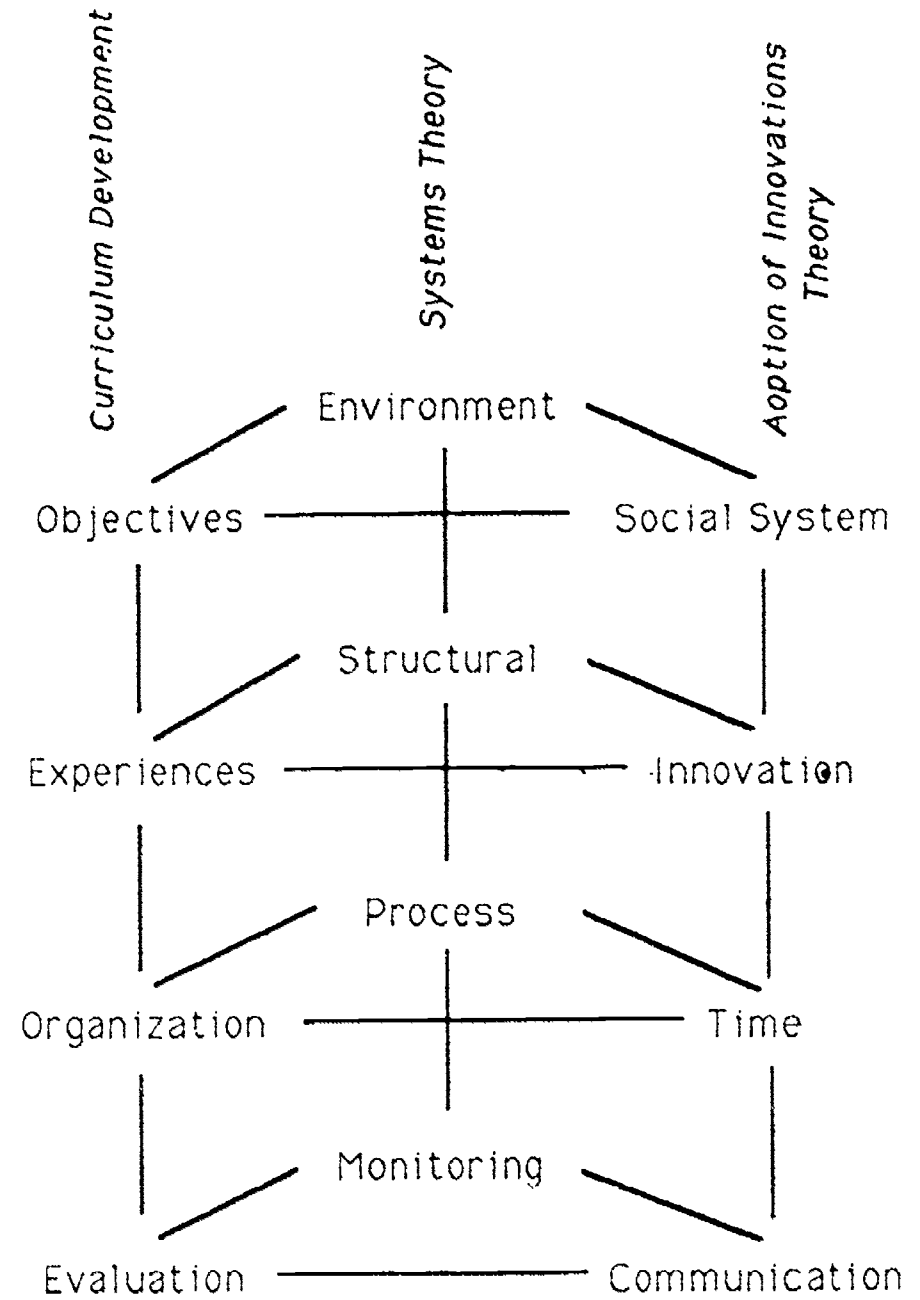 Curriculum Development
Systems Theory
Aoption of Innovations
Theory
Environment
Objectives
Social System
Structural
Experiences
Innovation
Process
Organization
Time
Monitoring
Evaluation
Communication